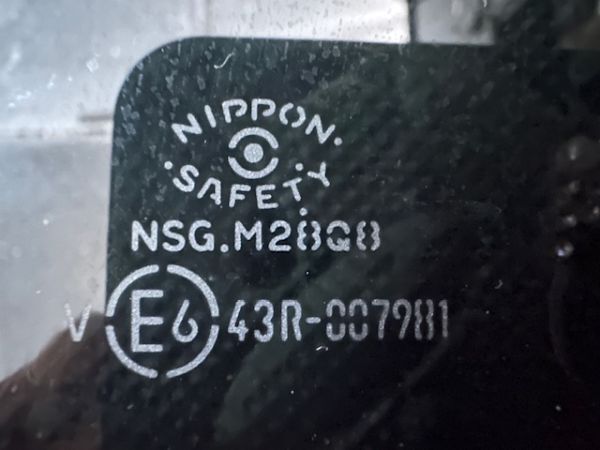 NIPPON
·SAFETY·
NSG.M28Q8
V E6 43R-007981